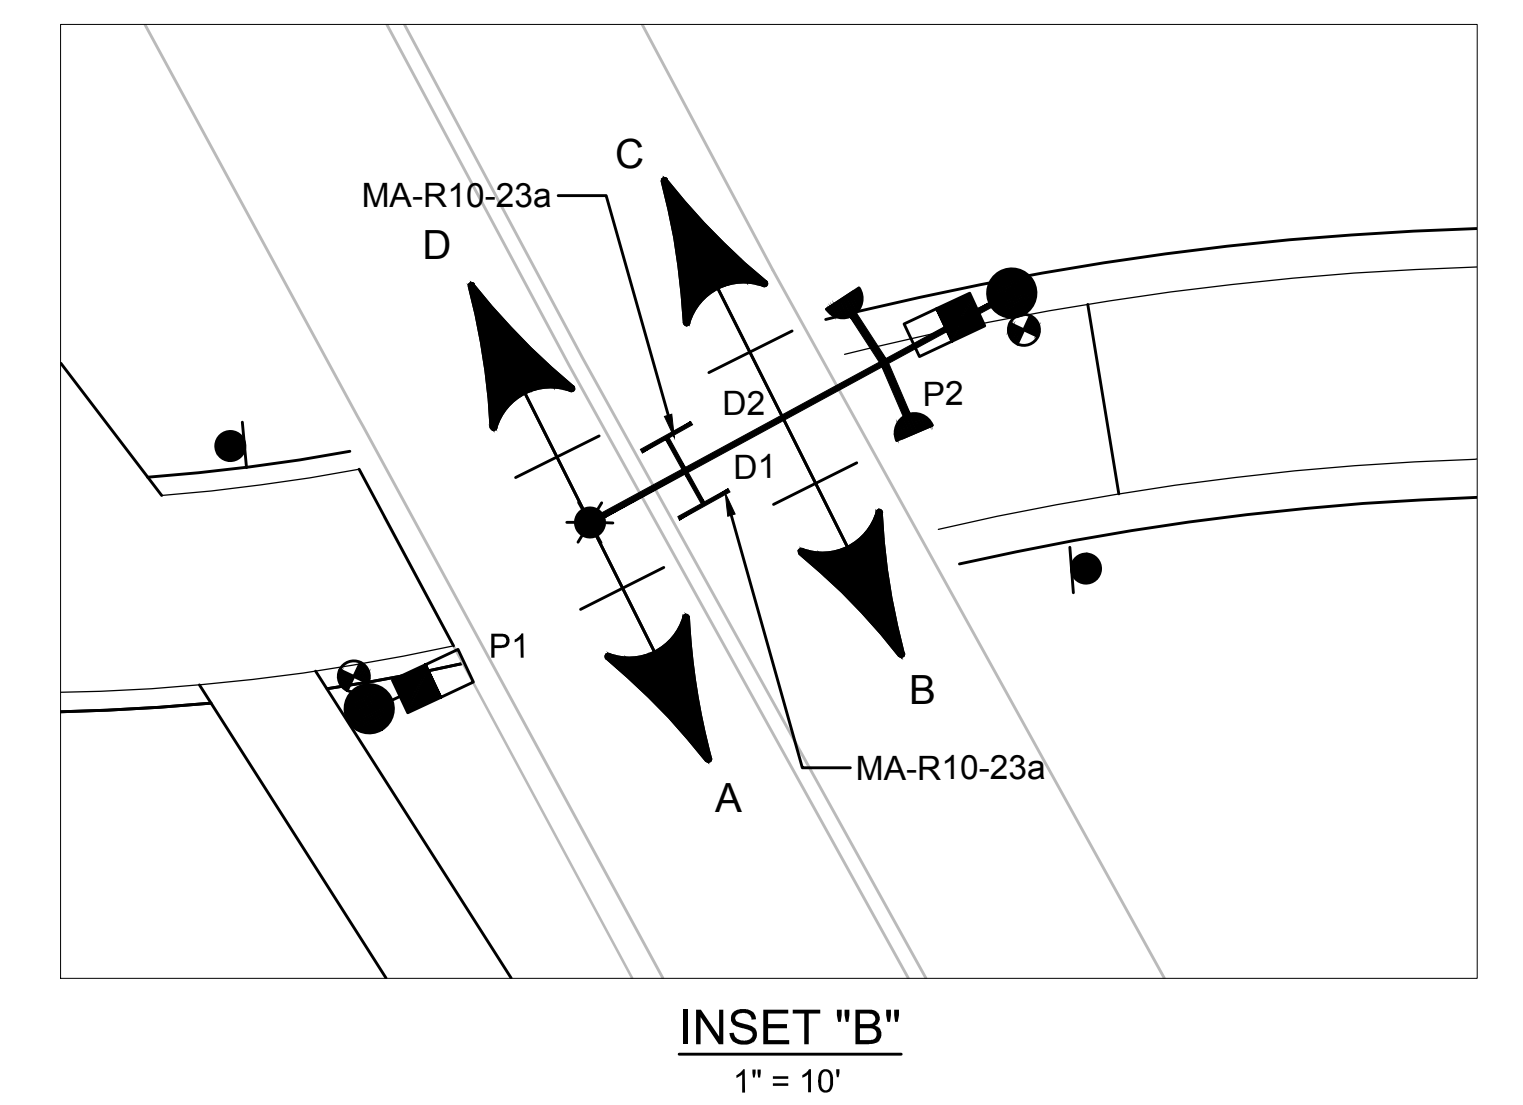 C
MA-R10-23a
D
D2
P2
D1
P1
B
MA-R10-23a
A
INSET "B"
1" = 10'